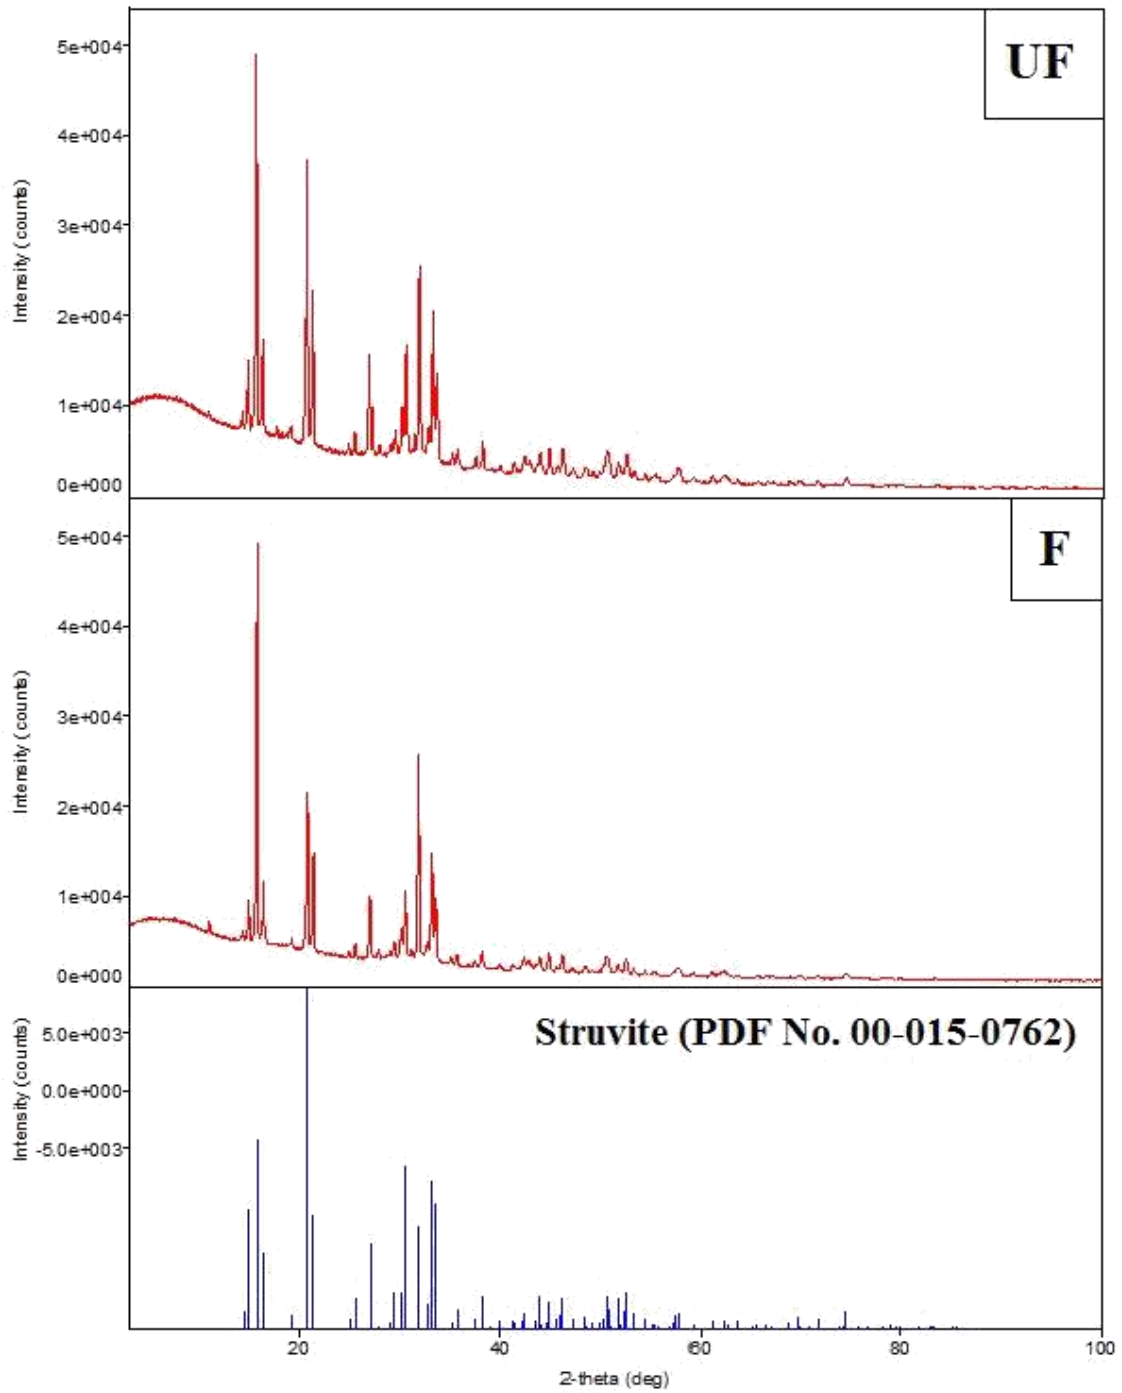 UF
5e+004
4e+004
3e+004
2e+004
1e+004
0e+000
Intensity (counts)
F
5e+004
4e+004
3e+004
2e+004
1e+004
0e+000
Intensity (counts)
Struvite (PDF No. 00-015-0762)
5.0e+003
0.0e+000
-5.0e+003
Intensity (counts)
20 40 60 80 100
2-theta (deg)